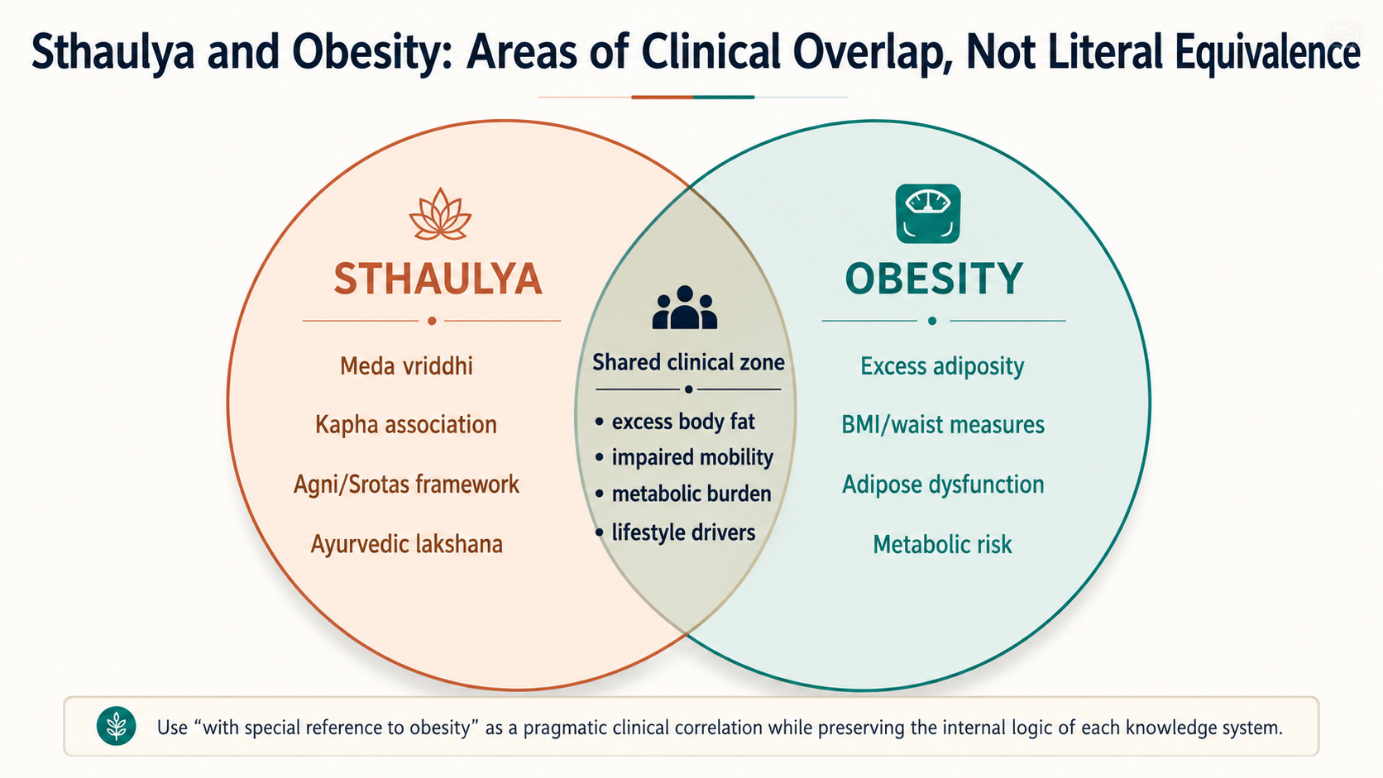 Sthaulya and Obesity: Areas of Clinical Overlap, Not Literal Equivalence
STHAULYA
Meda vriddhi
Kapha association
Agni/Srotas framework
Ayurvedic lakshana
Shared clinical zone
• excess body fat
• impaired mobility
• metabolic burden
• lifestyle drivers
OBESITY
Excess adiposity
BMI/waist measures
Adipose dysfunction
Metabolic risk
Use “with special reference to obesity” as a pragmatic clinical correlation while preserving the internal logic of each knowledge system.